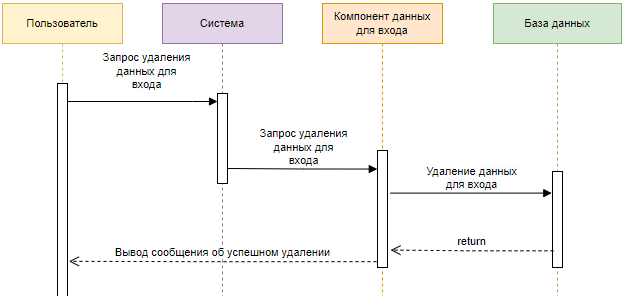 Пользователь
Система
Компонент данных
для входа
База данных
Запрос удаления
данных для
входа
Запрос удаления
данных для
входа
Удаление данных
для входа
return
Вывод сообщения об успешном удалении